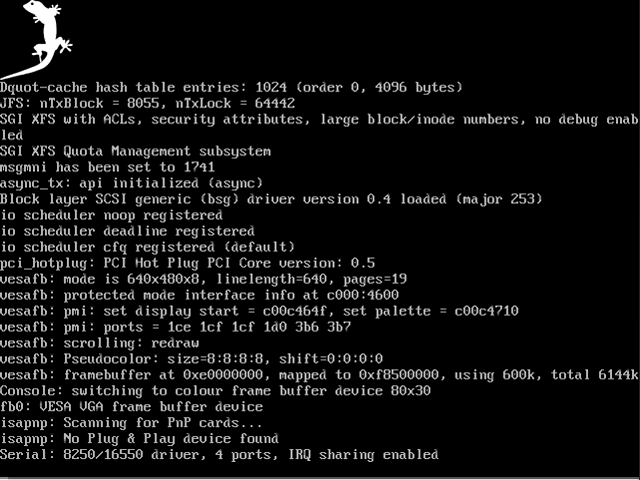 Dquot-cache hash table entries: 1024 (order 0, 4096 bytes)
JFS: nTxBlock = 8055, nTxLock = 64442
SGI XFS with ACLs, security attributes, large block/inode numbers, no debug enab
led
SGI XFS Quota Management subsystem
msgmni has been set to 1741
async_tx: api initialized (async)
Block layer SCSI generic (bsg) driver version 0.4 loaded (major 253)
io scheduler noop registered
io scheduler deadline registered
io scheduler cfq registered (default)
pci_hotplug: PCI Hot Plug PCI Core version: 0.5
vesafb: mode is 640x480x8, linelength=640, pages=19
vesafb: protected mode interface info at c000:4600
vesafb: pmi: set display start = c00c464f, set palette = c00c4710
vesafb: pmi: ports = 1ce 1cf 1cf 1d0 3b6 3b7
vesafb: scrolling: redraw
vesafb: Pseudocolor: size=8:8:8:8, shift=0:0:0:0
vesafb: framebuffer at 0xe0000000, mapped to 0xf8500000, using 600k, total 6144k
Console: switching to colour frame buffer device 80x30
fb0: VESA VGA frame buffer device
isapnp: Scanning for PnP cards...
isapnp: No Plug & Play device found
Serial: 8250/16550 driver, 4 ports, IRQ sharing enabled